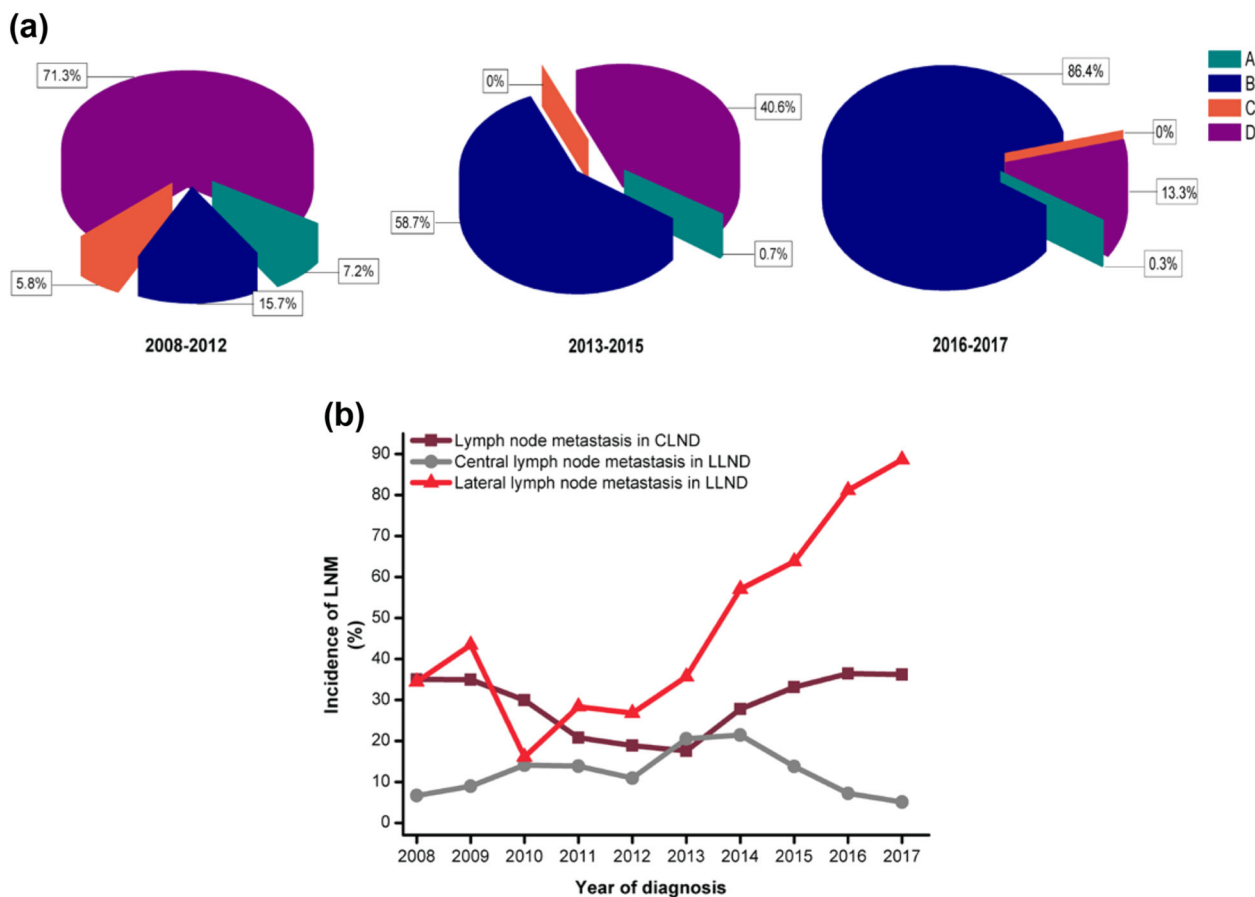 (a)
71.3%
5.8%
15.7%
7.2%
2008-2012
0%
40.6%
58.7%
0.7%
2013-2015
86.4%
0%
13.3%
0.3%
2016-2017
A
B
C
D
(b)
Lymph node metastasis in CLND
Central lymph node metastasis in LLND
Lateral lymph node metastasis in LLND
Incidence of LNM
(%)
90
80
70
60
50
40
30
20
10
0
2008 2009 2010 2011 2012 2013 2014 2015 2016 2017
Year of diagnosis